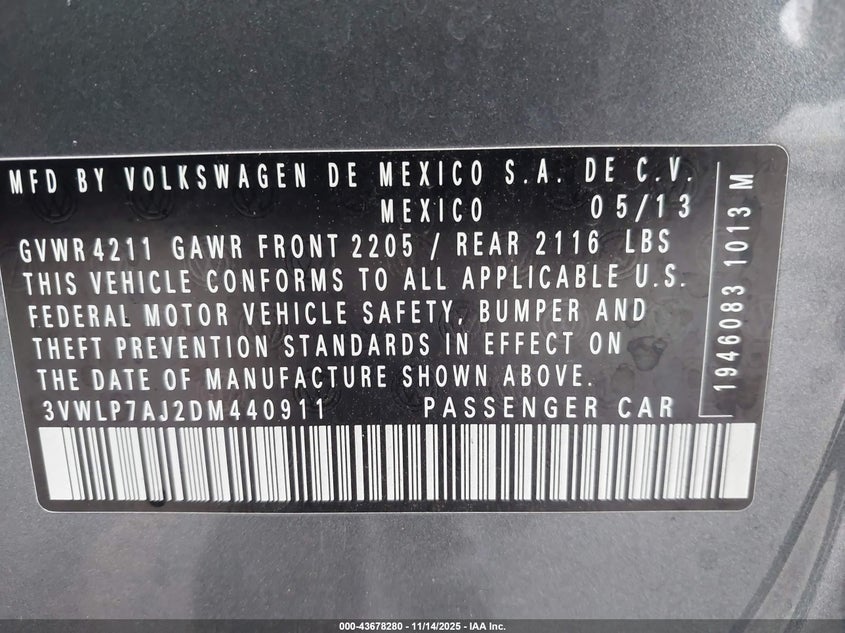 MFD BY VOLKSWAGEN DE MEXICO S.A. DE C.V.
MEXICO 05/13
GVWR 4211 GAWR FRONT 2205 / REAR 2116 LBS
THIS VEHICLE CONFORMS TO ALL APPLICABLE U.S.
FEDERAL MOTOR VEHICLE SAFETY, BUMPER AND
THEFT PREVENTION STANDARDS IN EFFECT ON
THE DATE OF MANUFACTURE SHOWN ABOVE.
3VWLP7AJ2DM440911 PASSENGER CAR
1946083 1013 M
000-43678280 - 11/14/2025 - IAA Inc.